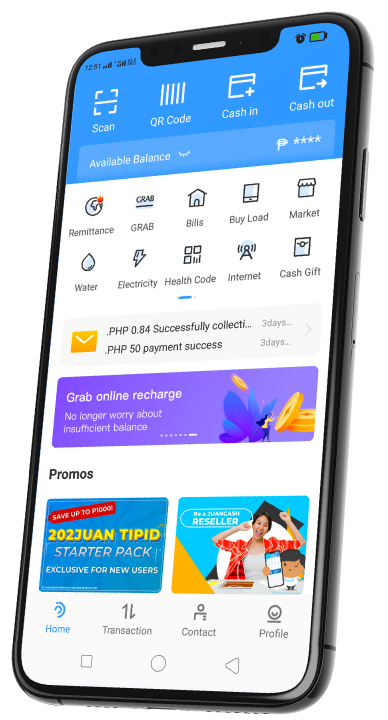 12:51
Scan
QR Code
Cash in
Cash out
Available Balance
₱ ****
Remittance
GRAB
GRAB
Bills
Buy Load
Market
Water
Electricity
Health Code
Internet
Cash Gift
.PHP 0.84 Successfully collecti... 3days...
.PHP 50 payment success 3days...
Grab online recharge
No longer worry about
insufficient balance
Promos
SAVE UP TO P1000!
202JUAN TIPID
STARTER PACK
EXCLUSIVE FOR NEW USERS
Be a JUANCASH
RESELLER
Home
Transaction
Contact
Profile